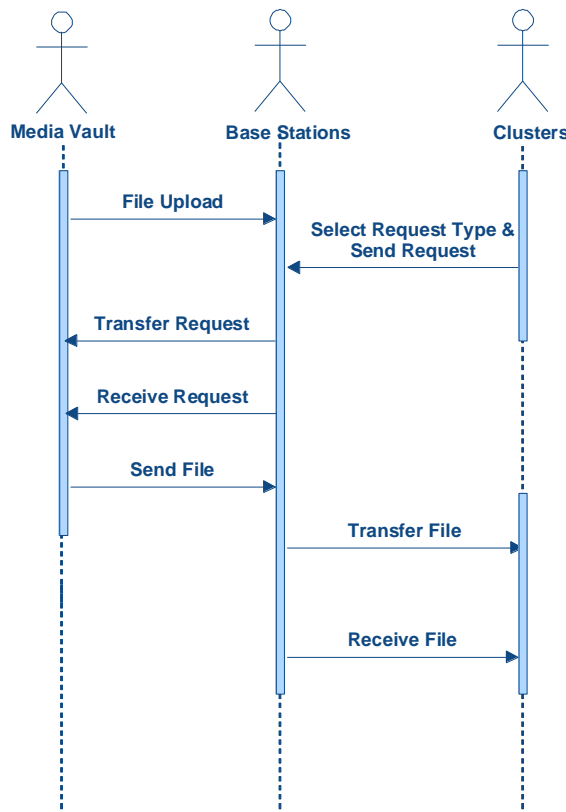 Media Vault
Base Stations
Clusters
File Upload
Select Request Type &
Send Request
Transfer Request
Receive Request
Send File
Transfer File
Receive File